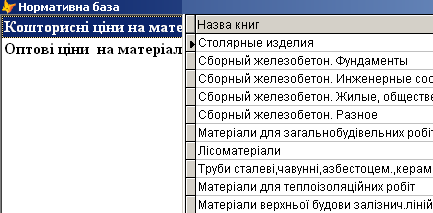 Нормативна база
Кошторисні ціни на мате
Оптові ціни на матеріал
Назва книг
Столярные изделия
Сборный железобетон. Фундаменты
Сборный железобетон. Инженерные соо
Сборный железобетон. Жилые, обществе
Сборный железобетон. Разное
Матеріали для загальнобудівельних робіт
Лісоматеріали
Труби сталеві,чавунні,азбестоцем.,керам
Матеріали для теплоізоляційних робіт
Матеріали верхньої будови залізнич.ліній